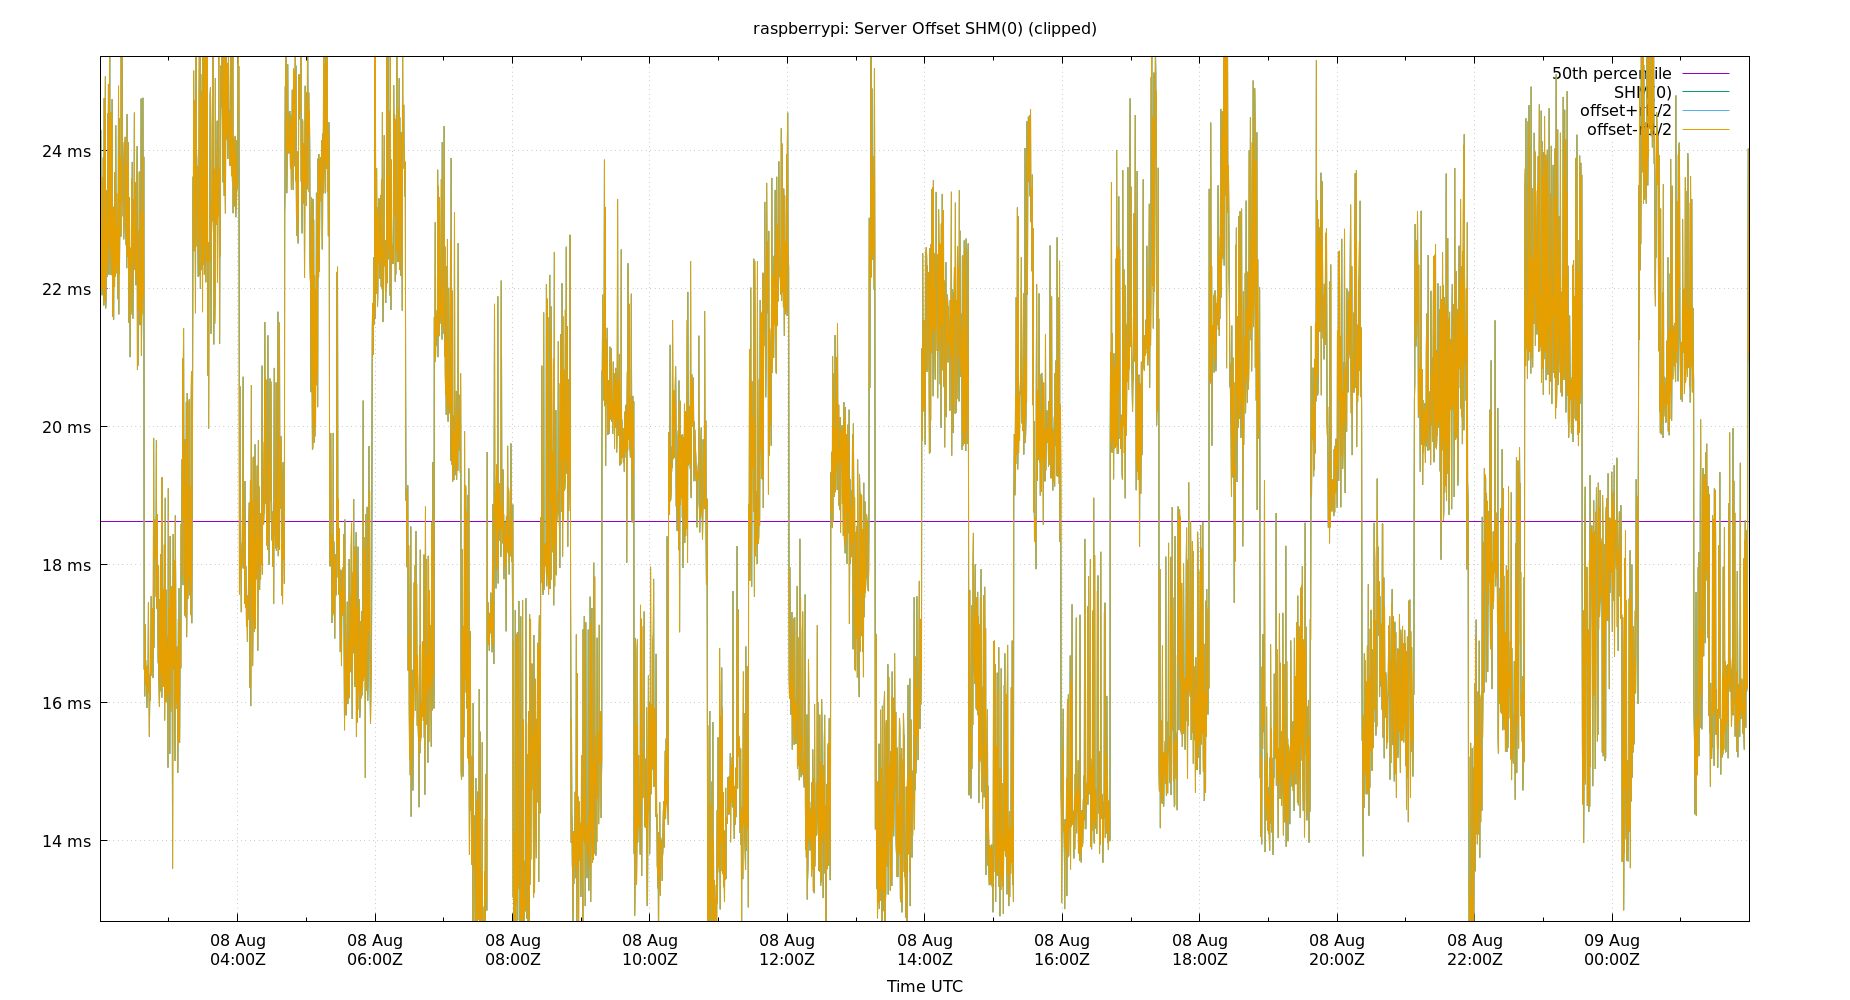 raspberrypi: Server Offset SHM(0) (clipped)
50th percentile
SHM(0)
offset+rtt/2
offset-rtt/2
24 ms
22 ms
20 ms
18 ms
16 ms
14 ms
08 Aug 08 Aug 08 Aug 08 Aug 08 Aug 08 Aug 08 Aug 08 Aug 08 Aug 08 Aug 09 Aug
04:00Z 06:00Z 08:00Z 10:00Z 12:00Z 14:00Z 16:00Z 18:00Z 20:00Z 22:00Z 00:00Z
Time UTC